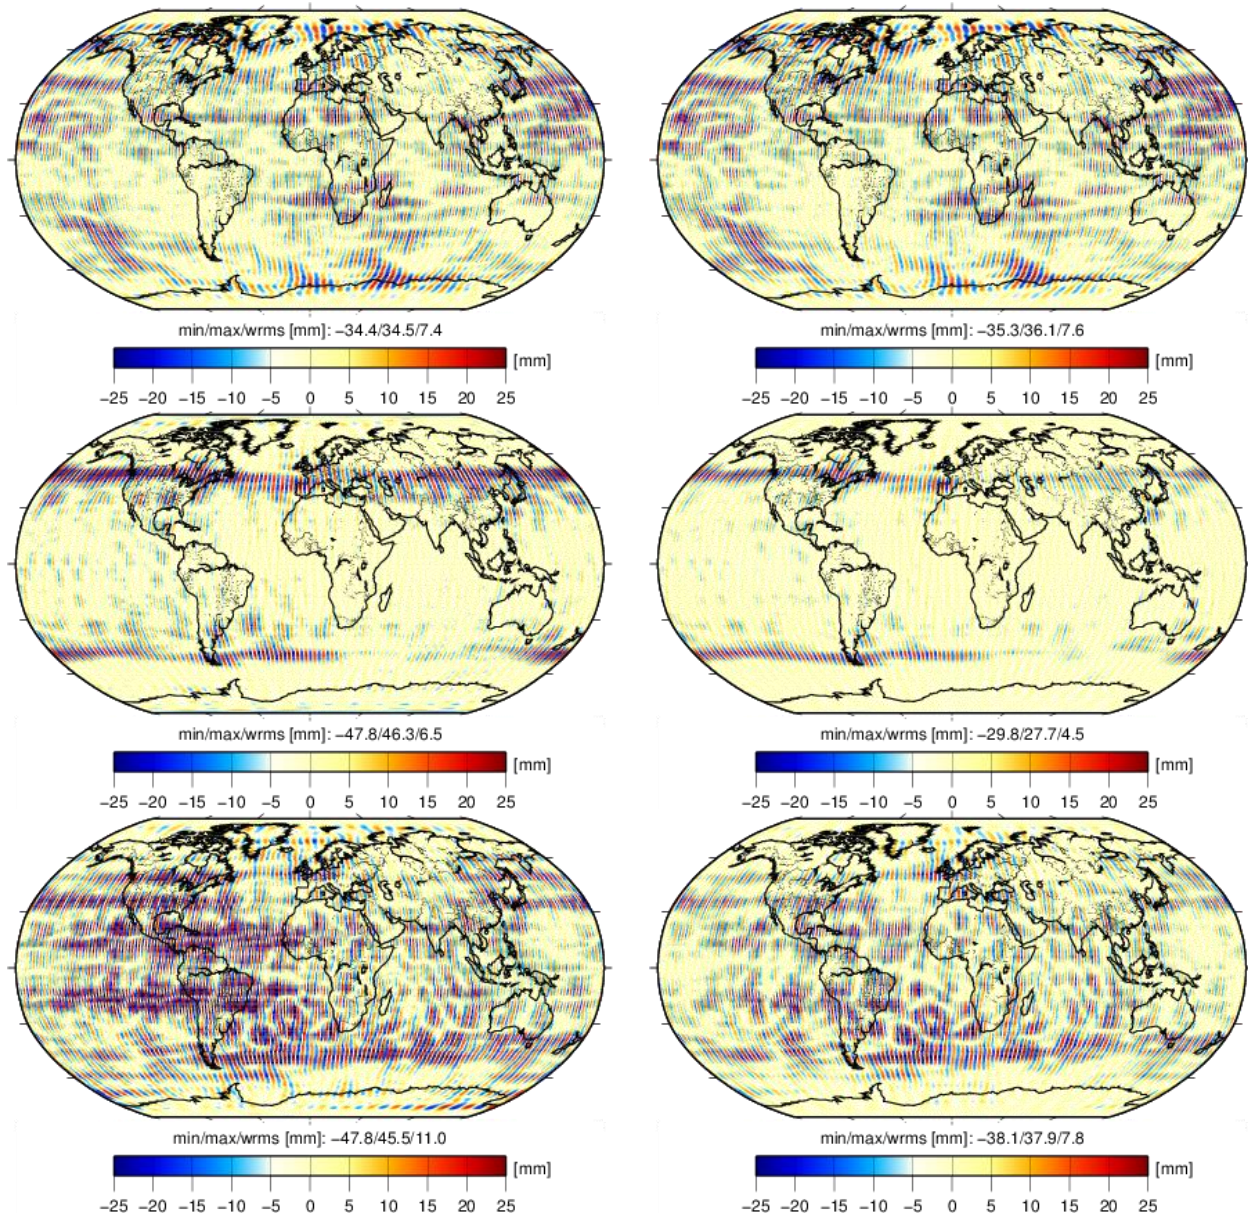 min/max/wrms [mm]: −34.4/34.5/7.4
[mm]
−25 −20 −15 −10 −5 0 5 10 15 20 25
min/max/wrms [mm]: −35.3/36.1/7.6
[mm]
−25 −20 −15 −10 −5 0 5 10 15 20 25
min/max/wrms [mm]: −47.8/46.3/6.5
[mm]
−25 −20 −15 −10 −5 0 5 10 15 20 25
min/max/wrms [mm]: −29.8/27.7/4.5
[mm]
−25 −20 −15 −10 −5 0 5 10 15 20 25
min/max/wrms [mm]: −47.8/45.5/11.0
[mm]
−25 −20 −15 −10 −5 0 5 10 15 20 25
min/max/wrms [mm]: −38.1/37.9/7.8
[mm]
−25 −20 −15 −10 −5 0 5 10 15 20 25